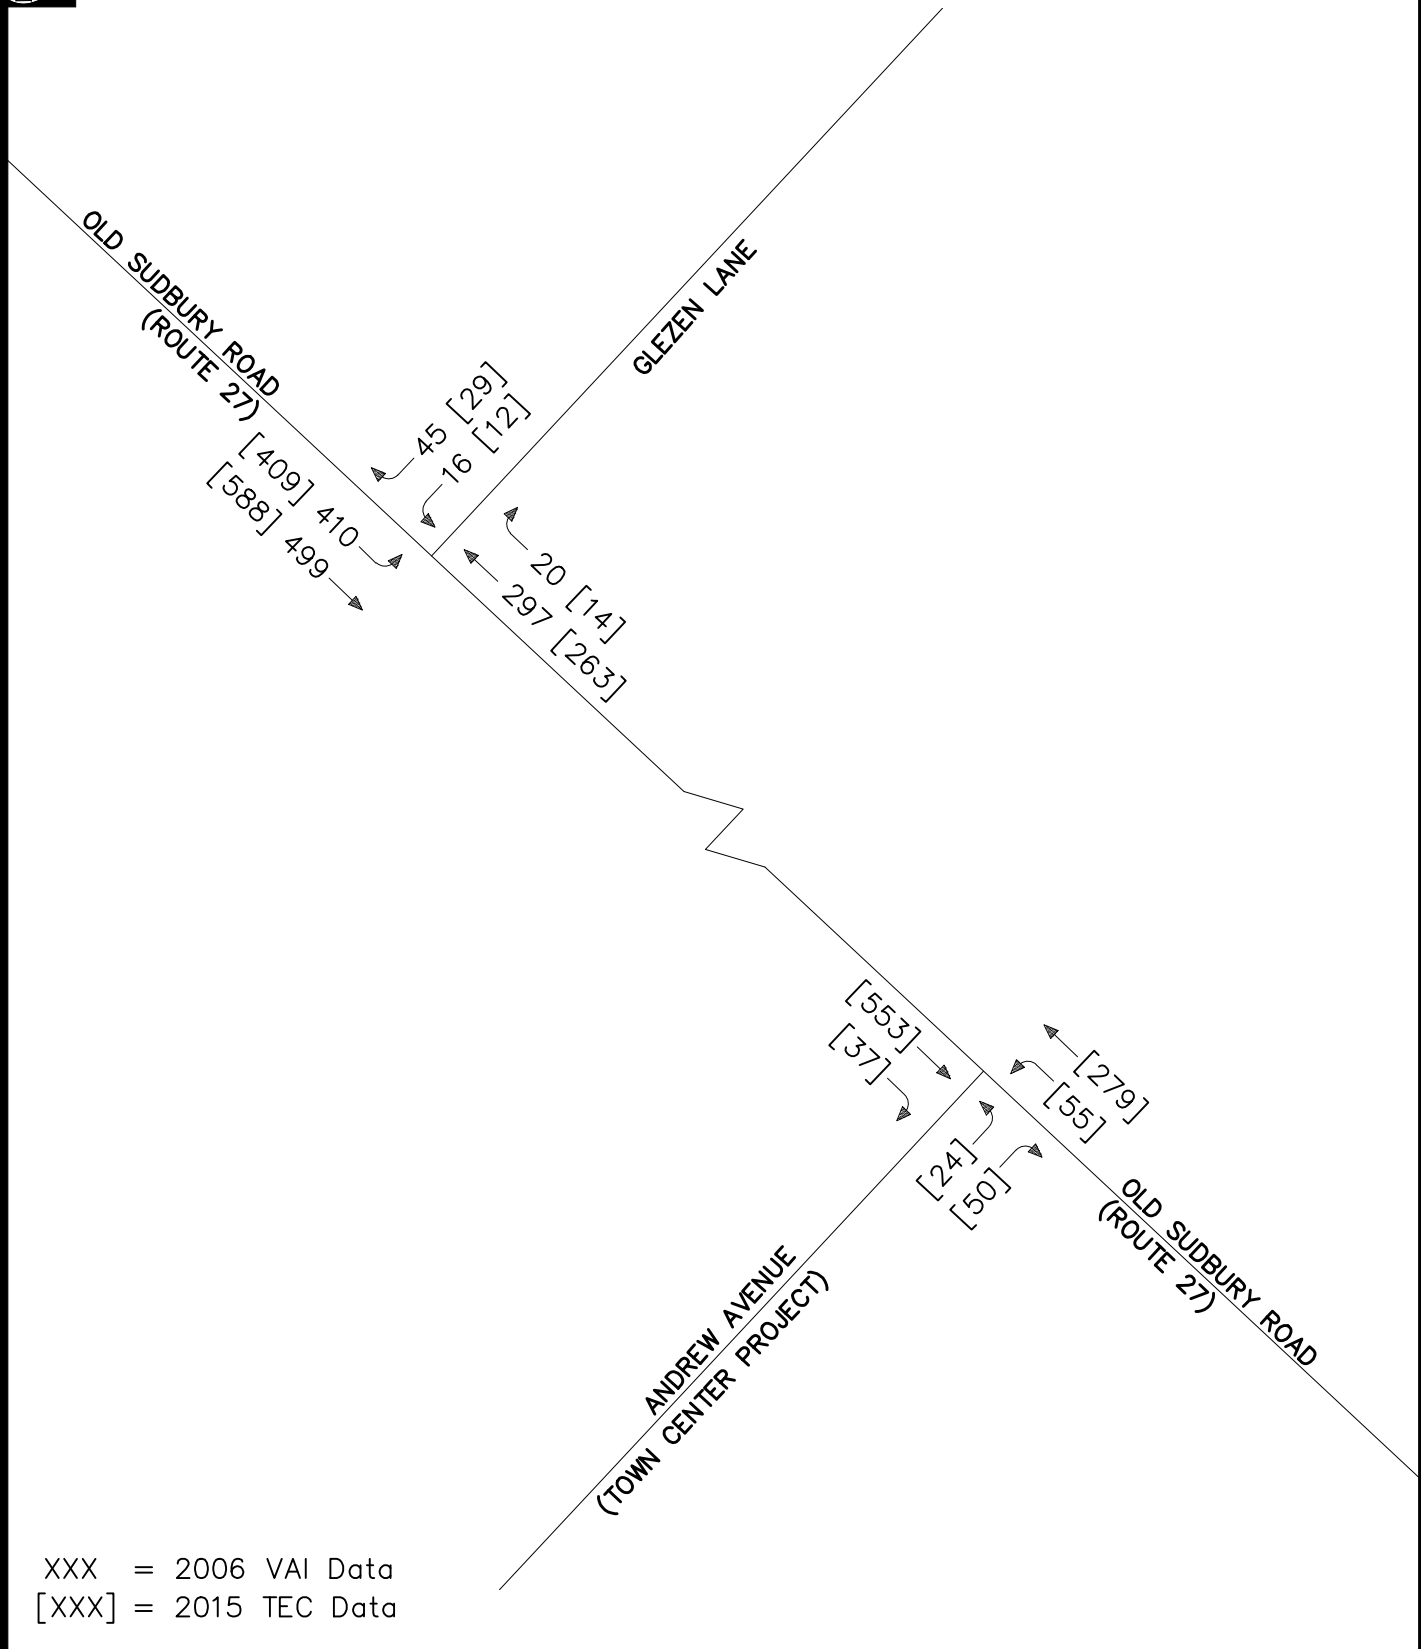 OLD SUDBURY ROAD
(ROUTE 27)
GLEZEN LANE
45 [29]
16 [12]
[409] 410
[588] 499
20 [14]
297 [263]
[553]
[37]
[279]
[55]
[24]
[50]
OLD SUDBURY ROAD
(ROUTE 27)
ANDREW AVENUE
(TOWN CENTER PROJECT)
XXX = 2006 VAI Data
[XXX] = 2015 TEC Data